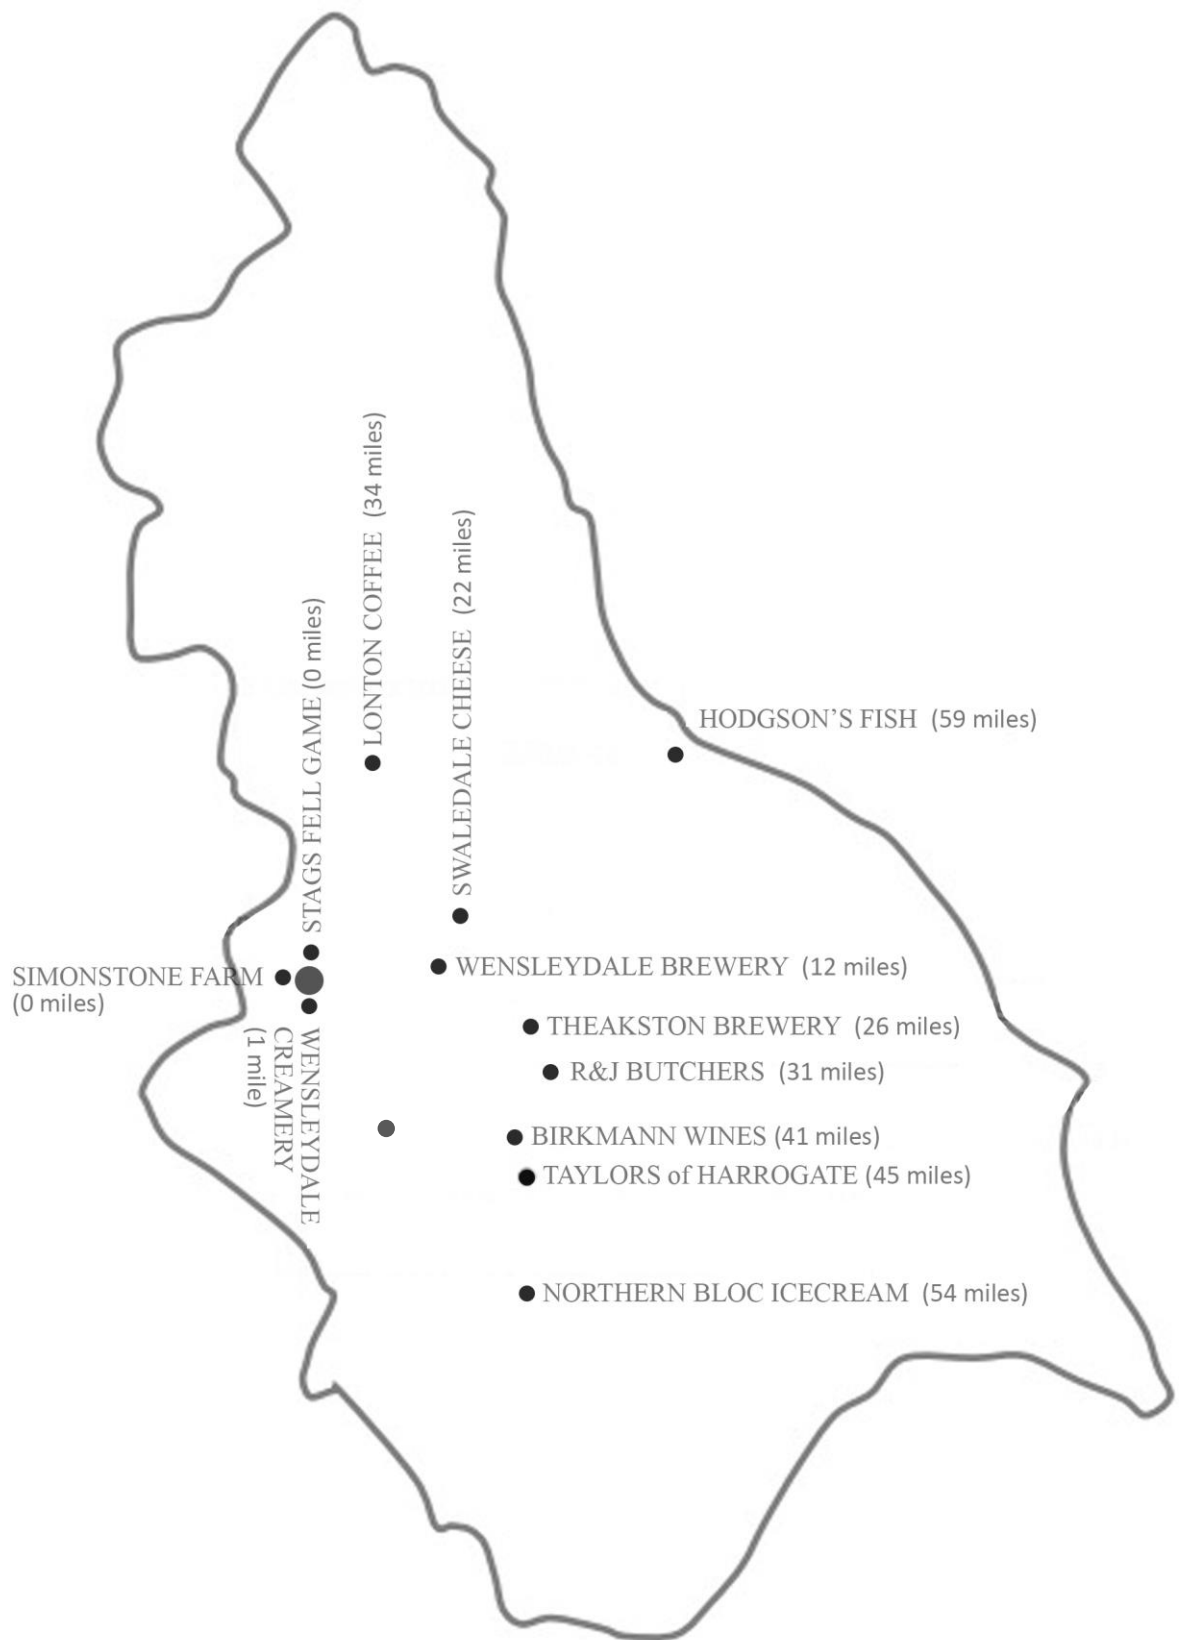 LONTON COFFEE (34 miles)
SWALEDALE CHEESE (22 miles)
STAGS FELL GAME (0 miles)
HODGSON’S FISH (59 miles)
SIMONSTONE FARM
(0 miles)
WENSLEYDALE BREWERY (12 miles)
WENSLEYDALE
CREAMERY
(1 mile)
THEAKSTON BREWERY (26 miles)
R&J BUTCHERS (31 miles)
BIRKMANN WINES (41 miles)
TAYLORS of HARROGATE (45 miles)
NORTHERN BLOC ICECREAM (54 miles)